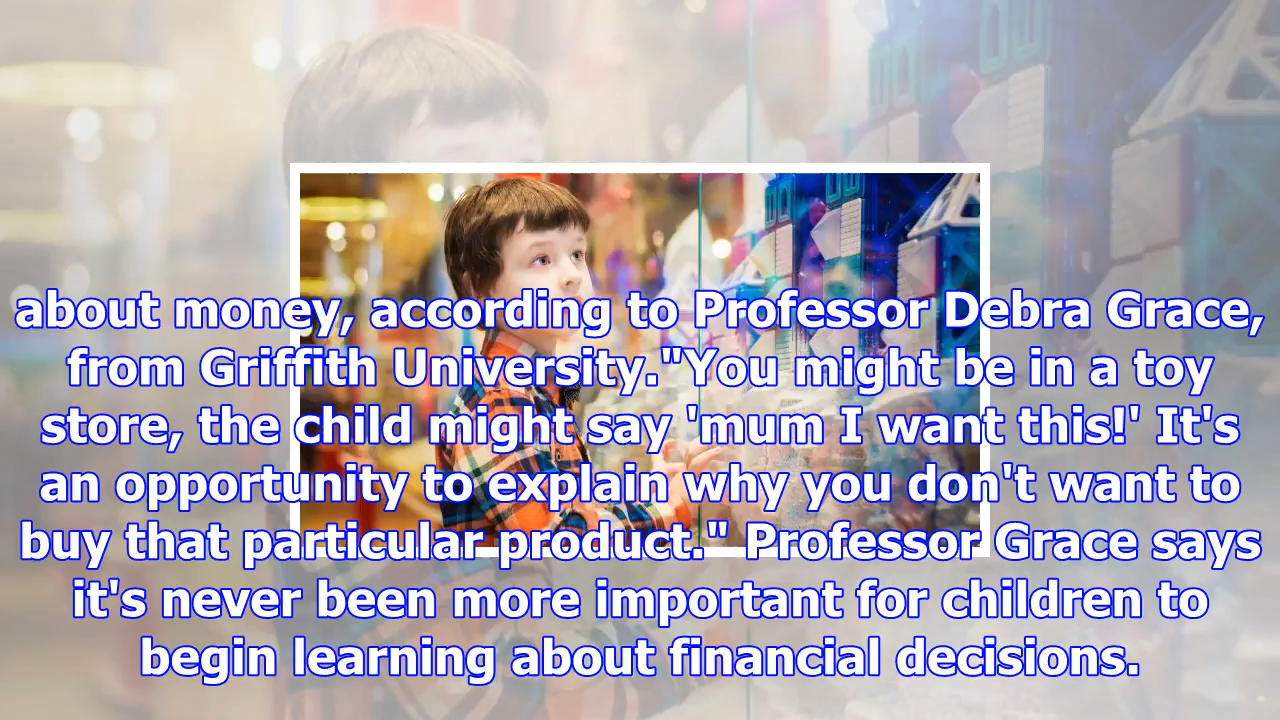 about money, according to Professor Debra Grace,
from Griffith University."You might be in a toy
store, the child might say 'mum I want this!' It's
an opportunity to explain why you don't want to
buy that particular product." Professor Grace says
it's never been more important for children to
begin learning about financial decisions.